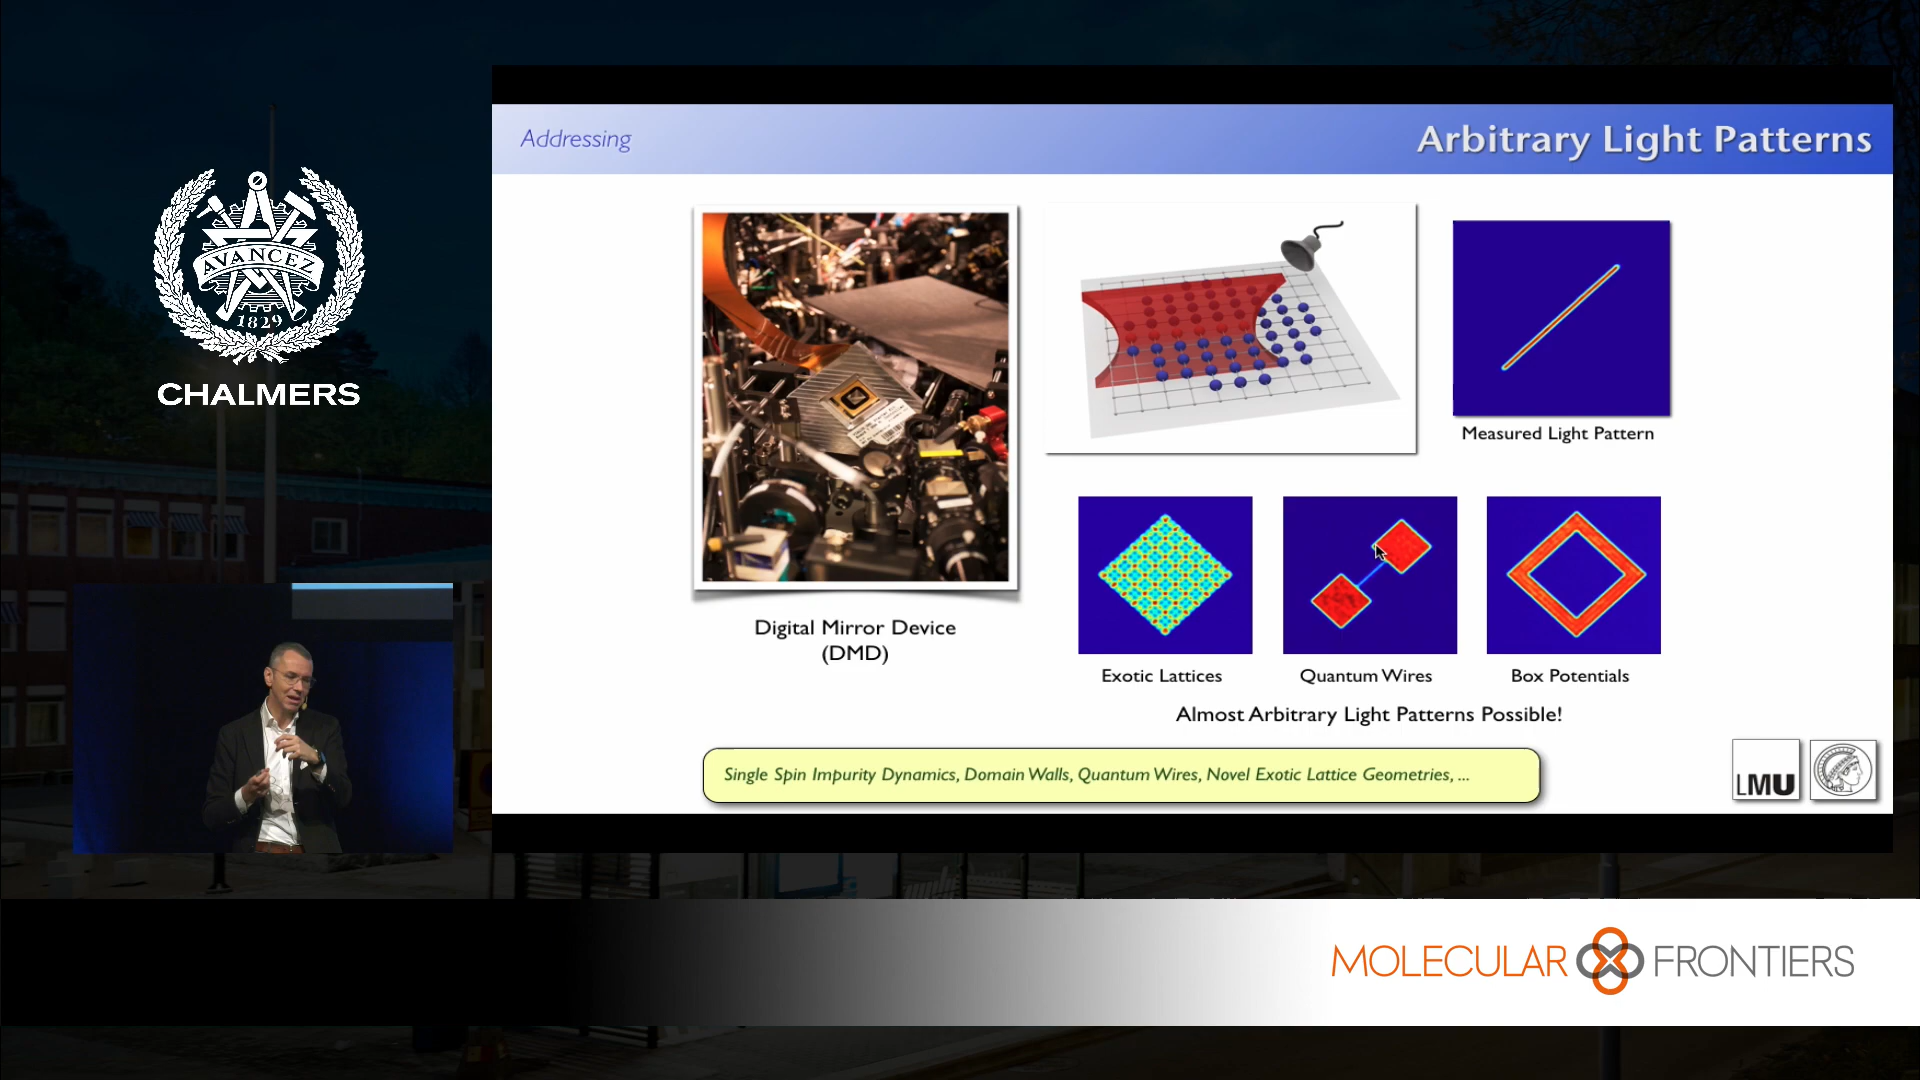 AVANCEZ
1829
CHALMERS
Addressing
Arbitrary Light Patterns
Measured Light Pattern
Digital Mirror Device
(DMD)
Exotic Lattices
Quantum Wires
Box Potentials
Almost Arbitrary Light Patterns Possible!
Single Spin Impurity Dynamics, Domain Walls, Quantum Wires, Novel Exotic Lattice Geometries, ...
LMU
MOLECULAR FRONTIERS